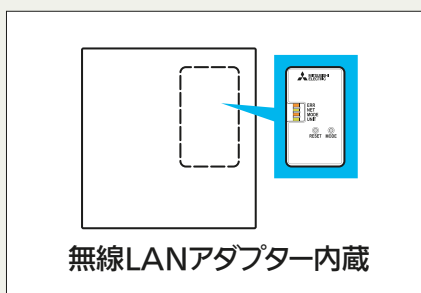 MITSUBISHI
ELECTRIC
ERR
NET
MODE
UNIT
RESET MODE
無線LANアダプター内蔵